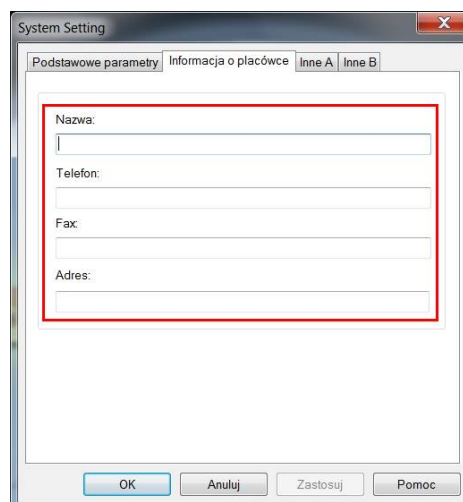 System Setting
Podstawowe parametry Informacja o placówce Inne A Inne B
Nazwa:
Telefon:
Fax:
Adres:
OK Anuluj Zastosuj Pomoc